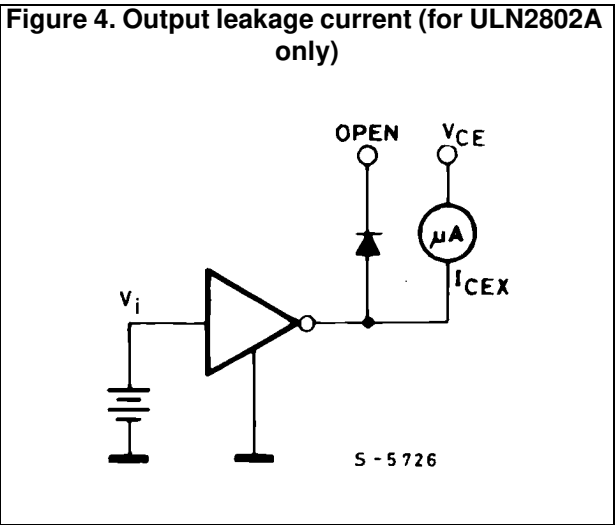 Figure 4. Output leakage current (for ULN2802A
only)
OPEN
VCE
μA
ICEX
Vi
S-5726